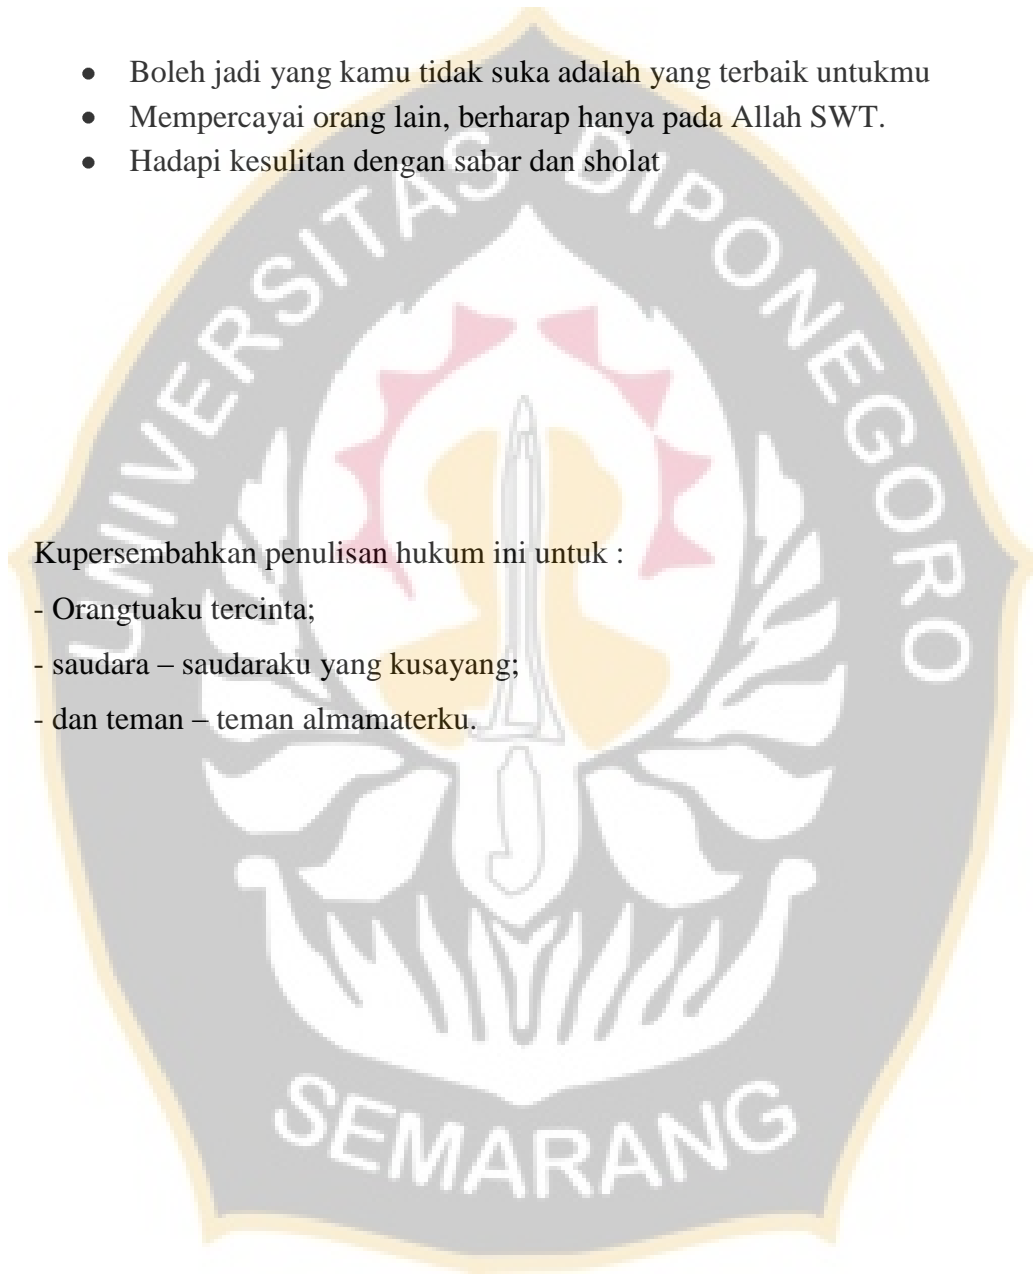 • Boleh jadi yang kamu tidak suka adalah yang terbaik untukmu
• Mempercayai orang lain, berharap hanya pada Allah SWT.
• Hadapi kesulitan dengan sabar dan sholat
UNIVERSITAS DIPONEGORO
Kupersembahkan penulisan hukum ini untuk :
- Orangtuaku tercinta;
- saudara – saudaraku yang kusayang;
- dan teman – teman almamaterku.
SEMARANG